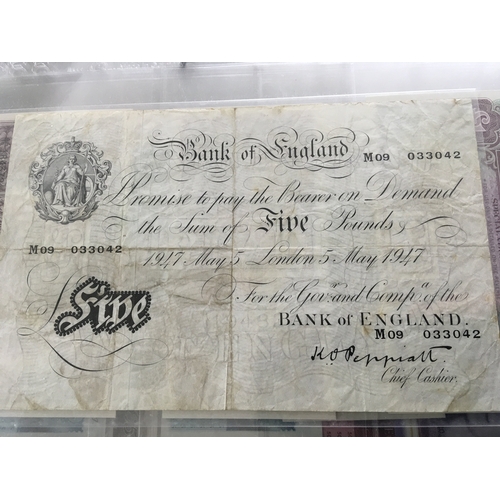 Bank of England
M09 033042
I Promise to pay the Bearer on Demand
the Sum of Five Pounds
M09 033042
1947 May 5 London 5 May 1947
For the Govr. and Compa. of the
BANK OF ENGLAND.
M09 033042
£Five
K O Peppiatt
Chief Cashier.